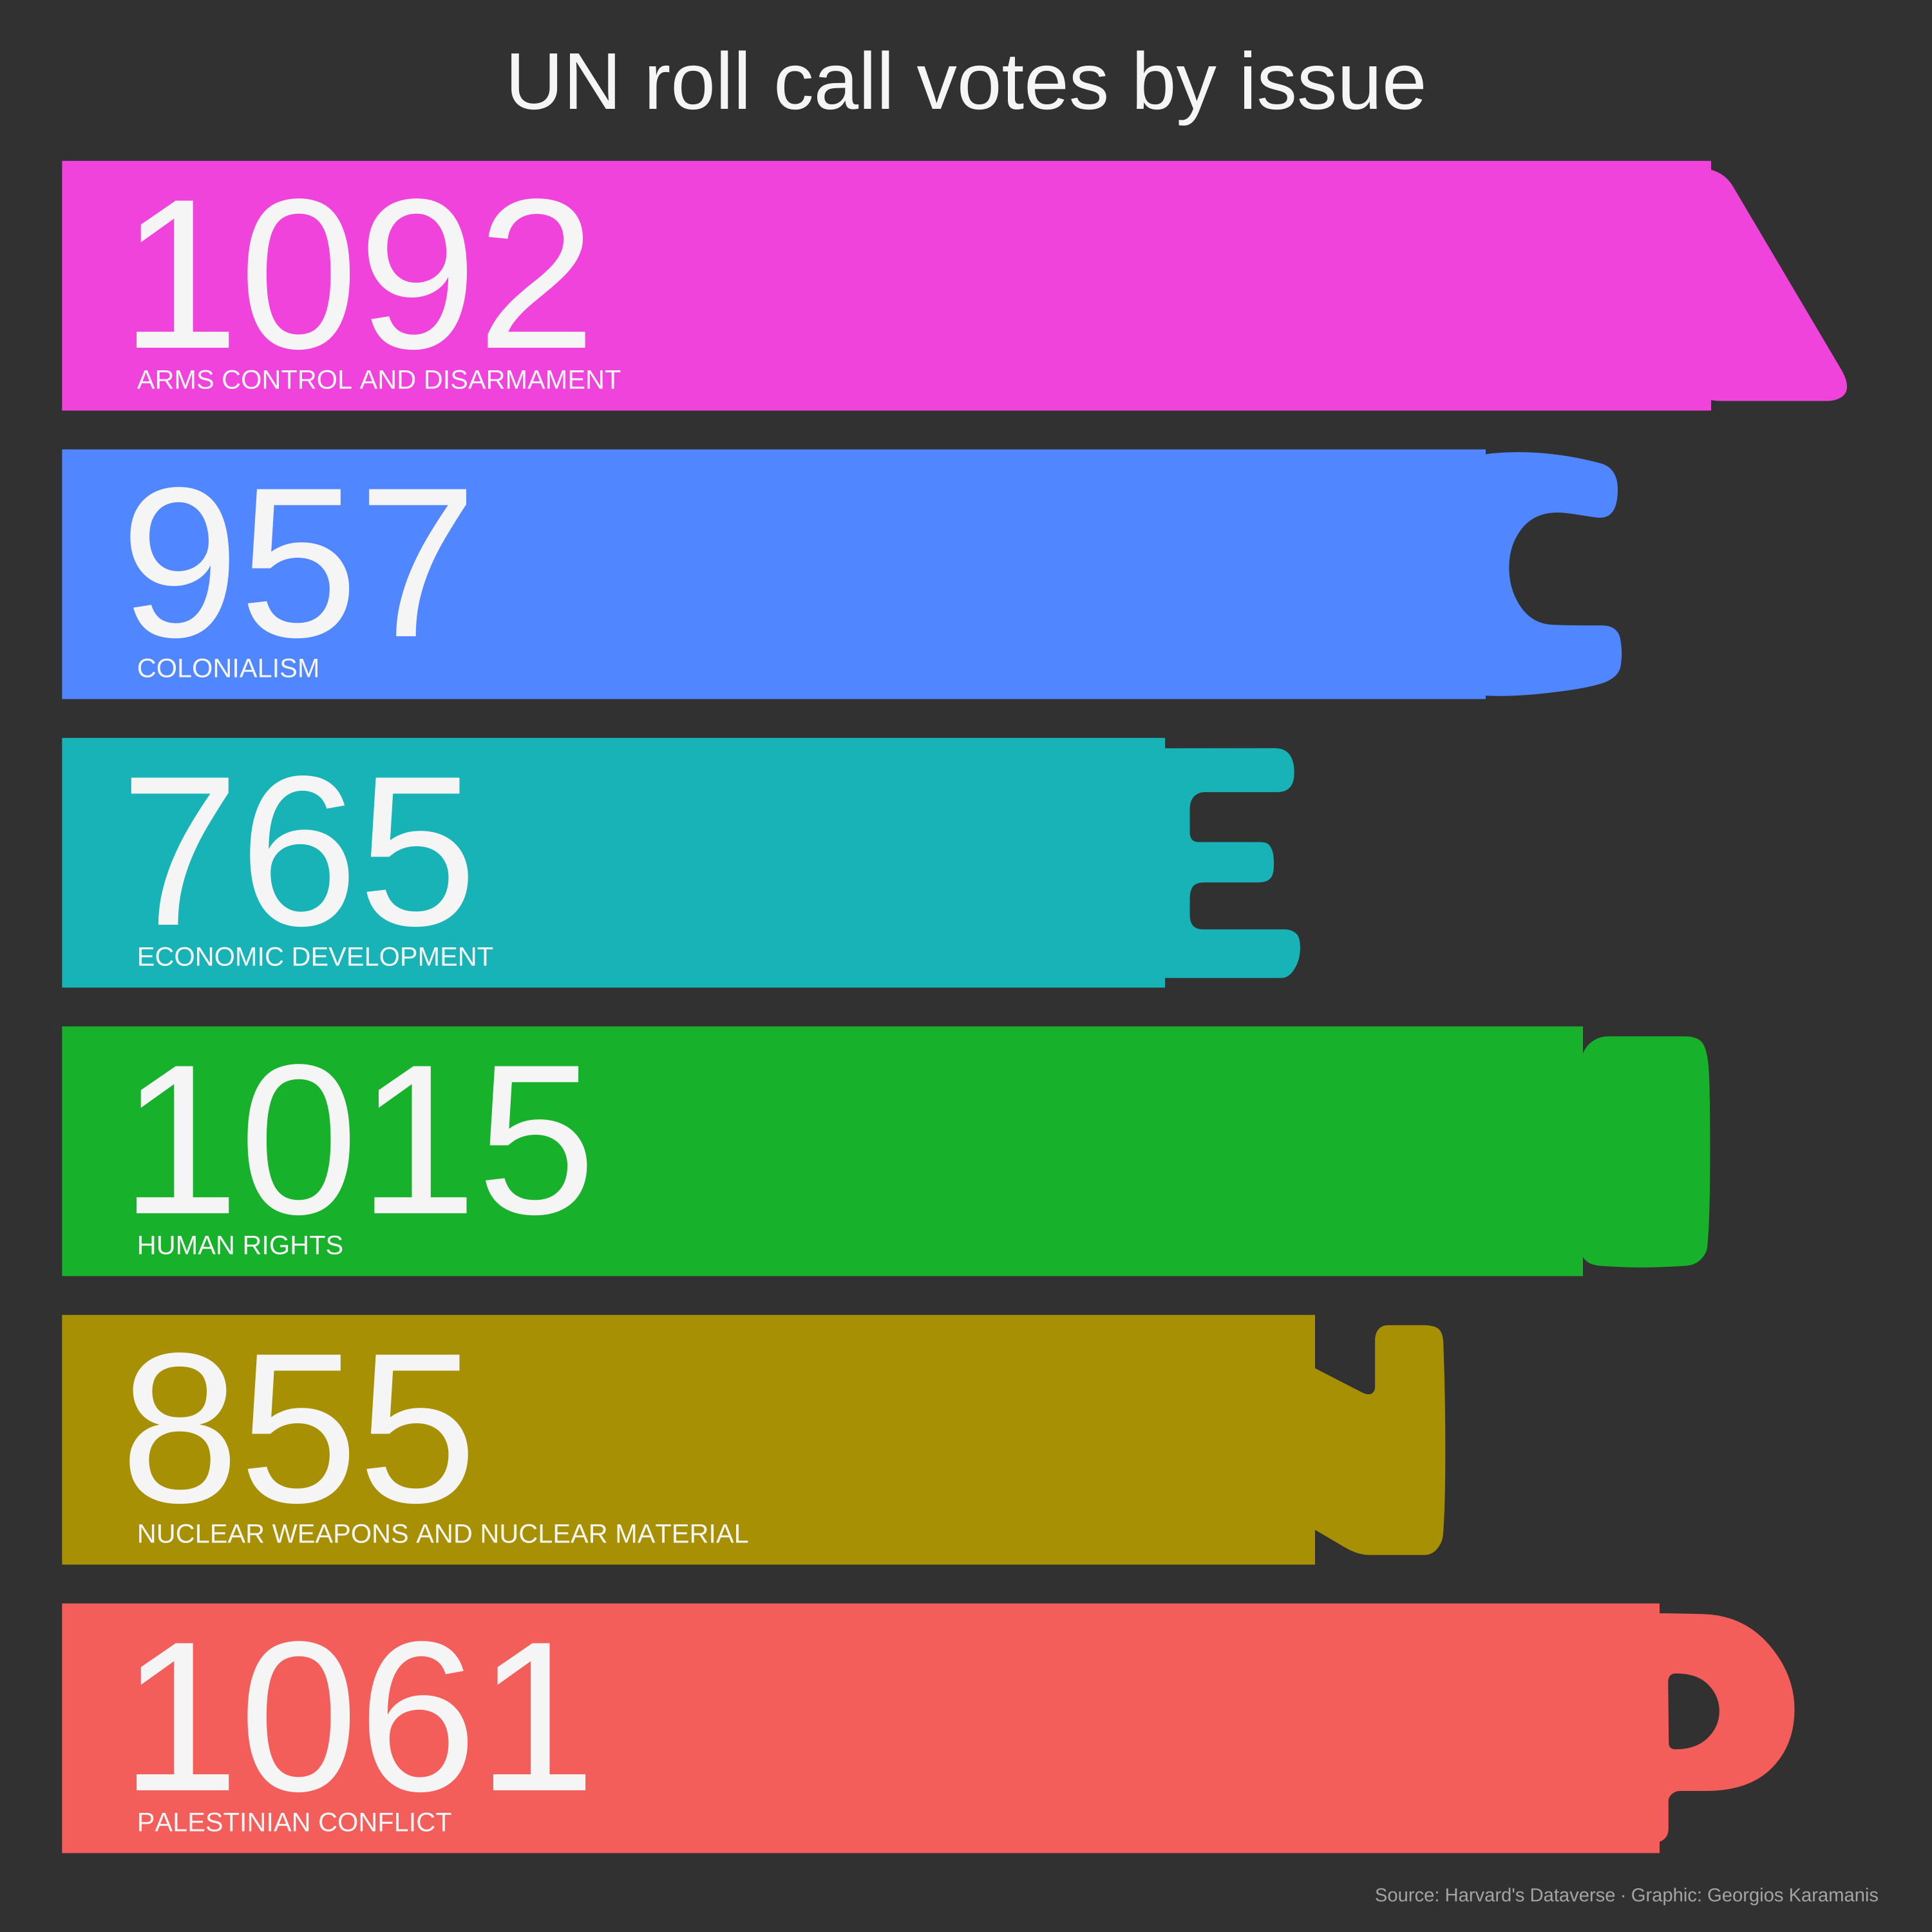 UN roll call votes by issue
1092
ARMS CONTROL AND DISARMAMENT
957
COLONIALISM
765
ECONOMIC DEVELOPMENT
1015
HUMAN RIGHTS
855
NUCLEAR WEAPONS AND NUCLEAR MATERIAL
1061
PALESTINIAN CONFLICT
Source: Harvard's Dataverse · Graphic: Georgios Karamanis